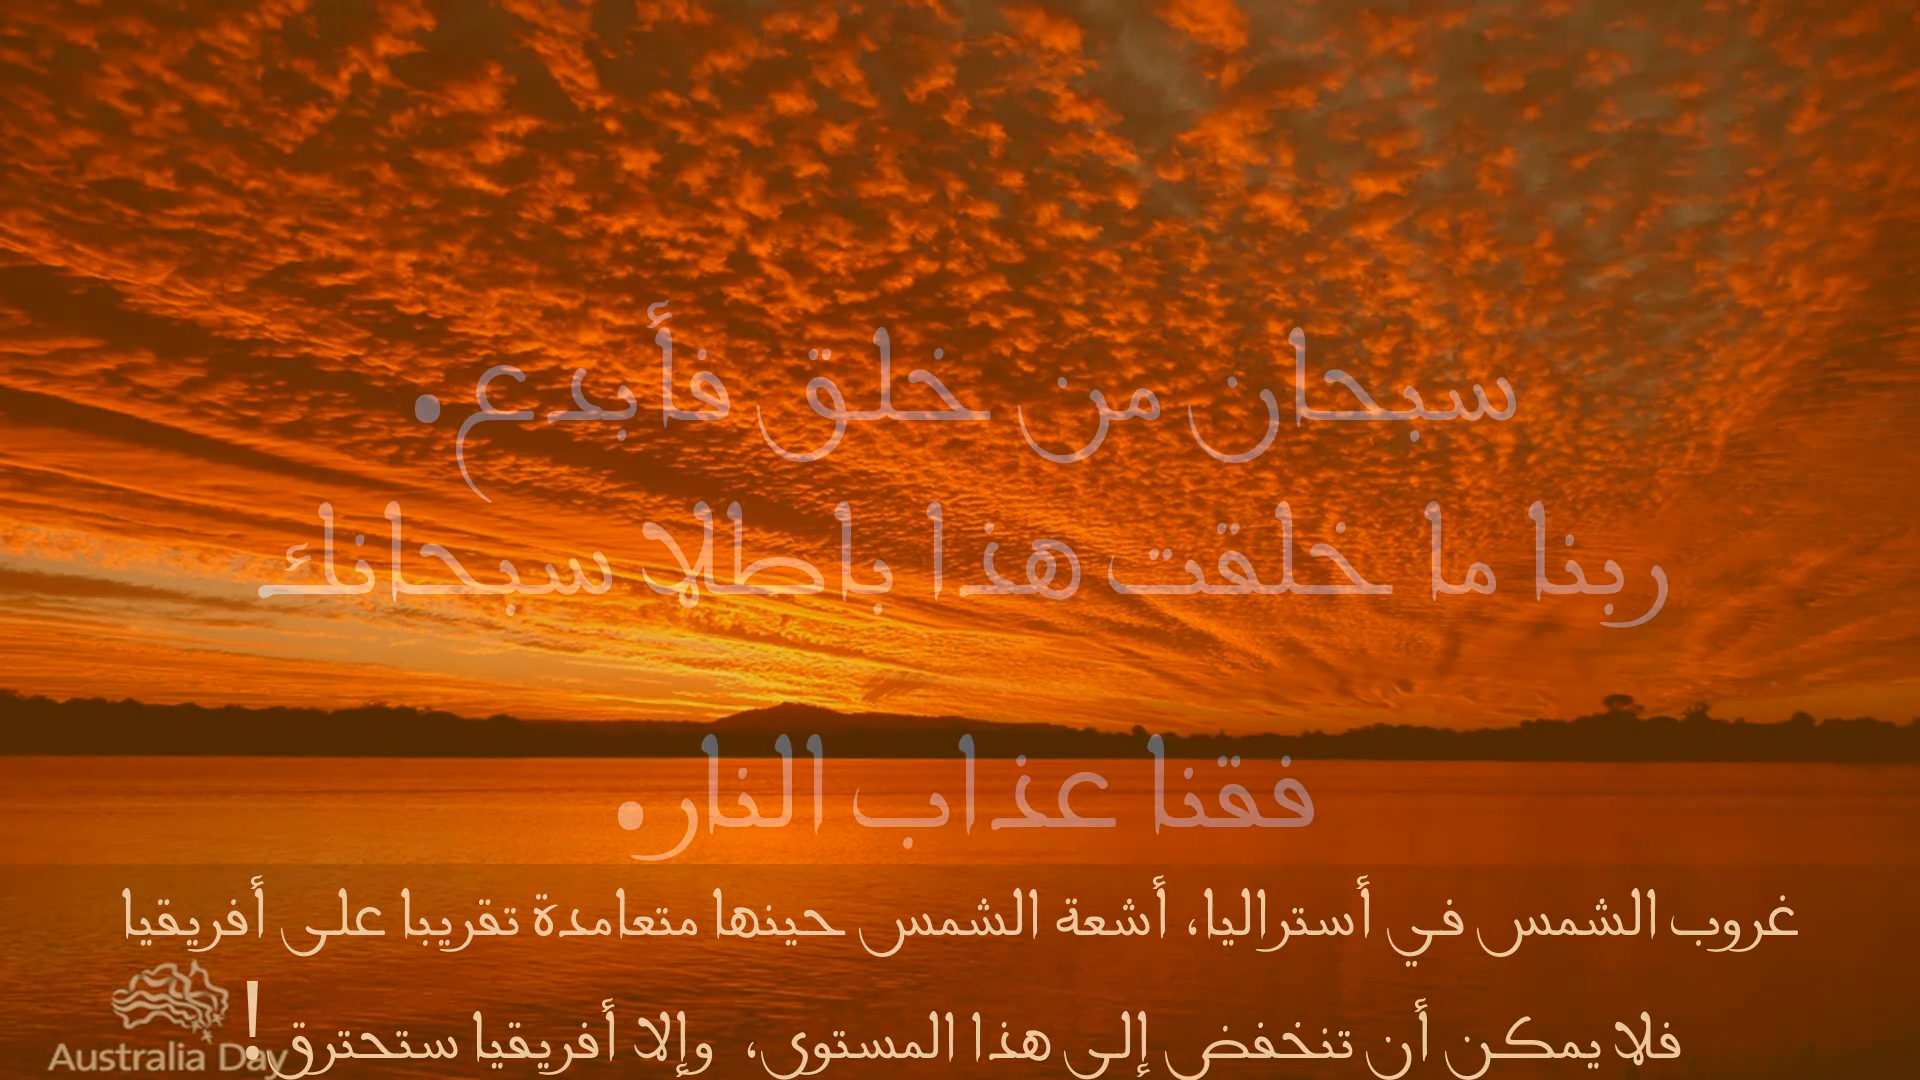 سبحان من خلق فأبدع.
ربنا ما خلقت هذا باطلا سبحانك
فقنا عذاب النار.
غروب الشمس في أستراليا، أشعة الشمس حينها متعامدة تقريبا على أفريقيا
فلا يمكن أن تنخفض إلى هذا المستوى، وإلا أفريقيا ستحترق!
Australia Day